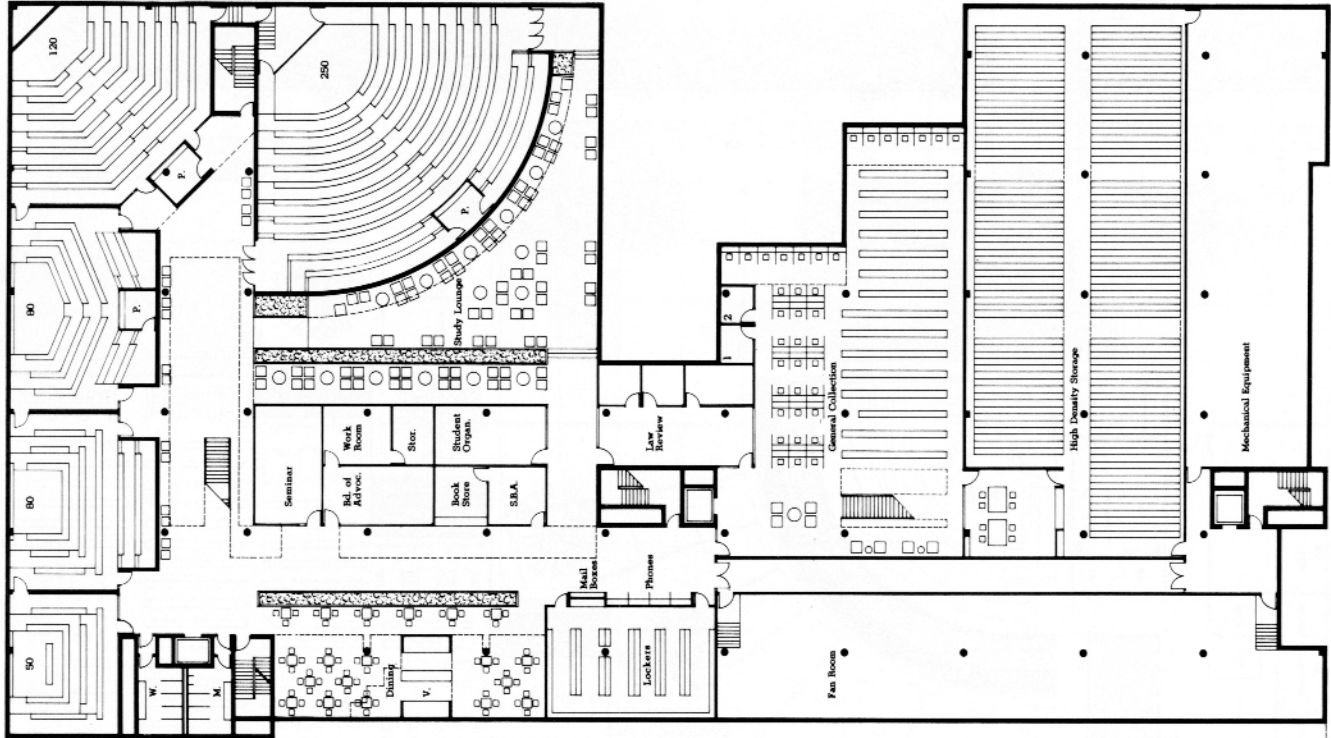 120
250
P.
P.
80
P.
Study Lounge
2
1
General Collection
High Density Storage
Mechanical Equipment
80
Seminar
Work
Room
Stor.
Student
Organ.
Law
Review
Bd. of
Advoc.
Book
Store
S.B.A.
Mail
Boxes
Phones
50
W.
M.
Dining
V.
Lockers
Fan Room